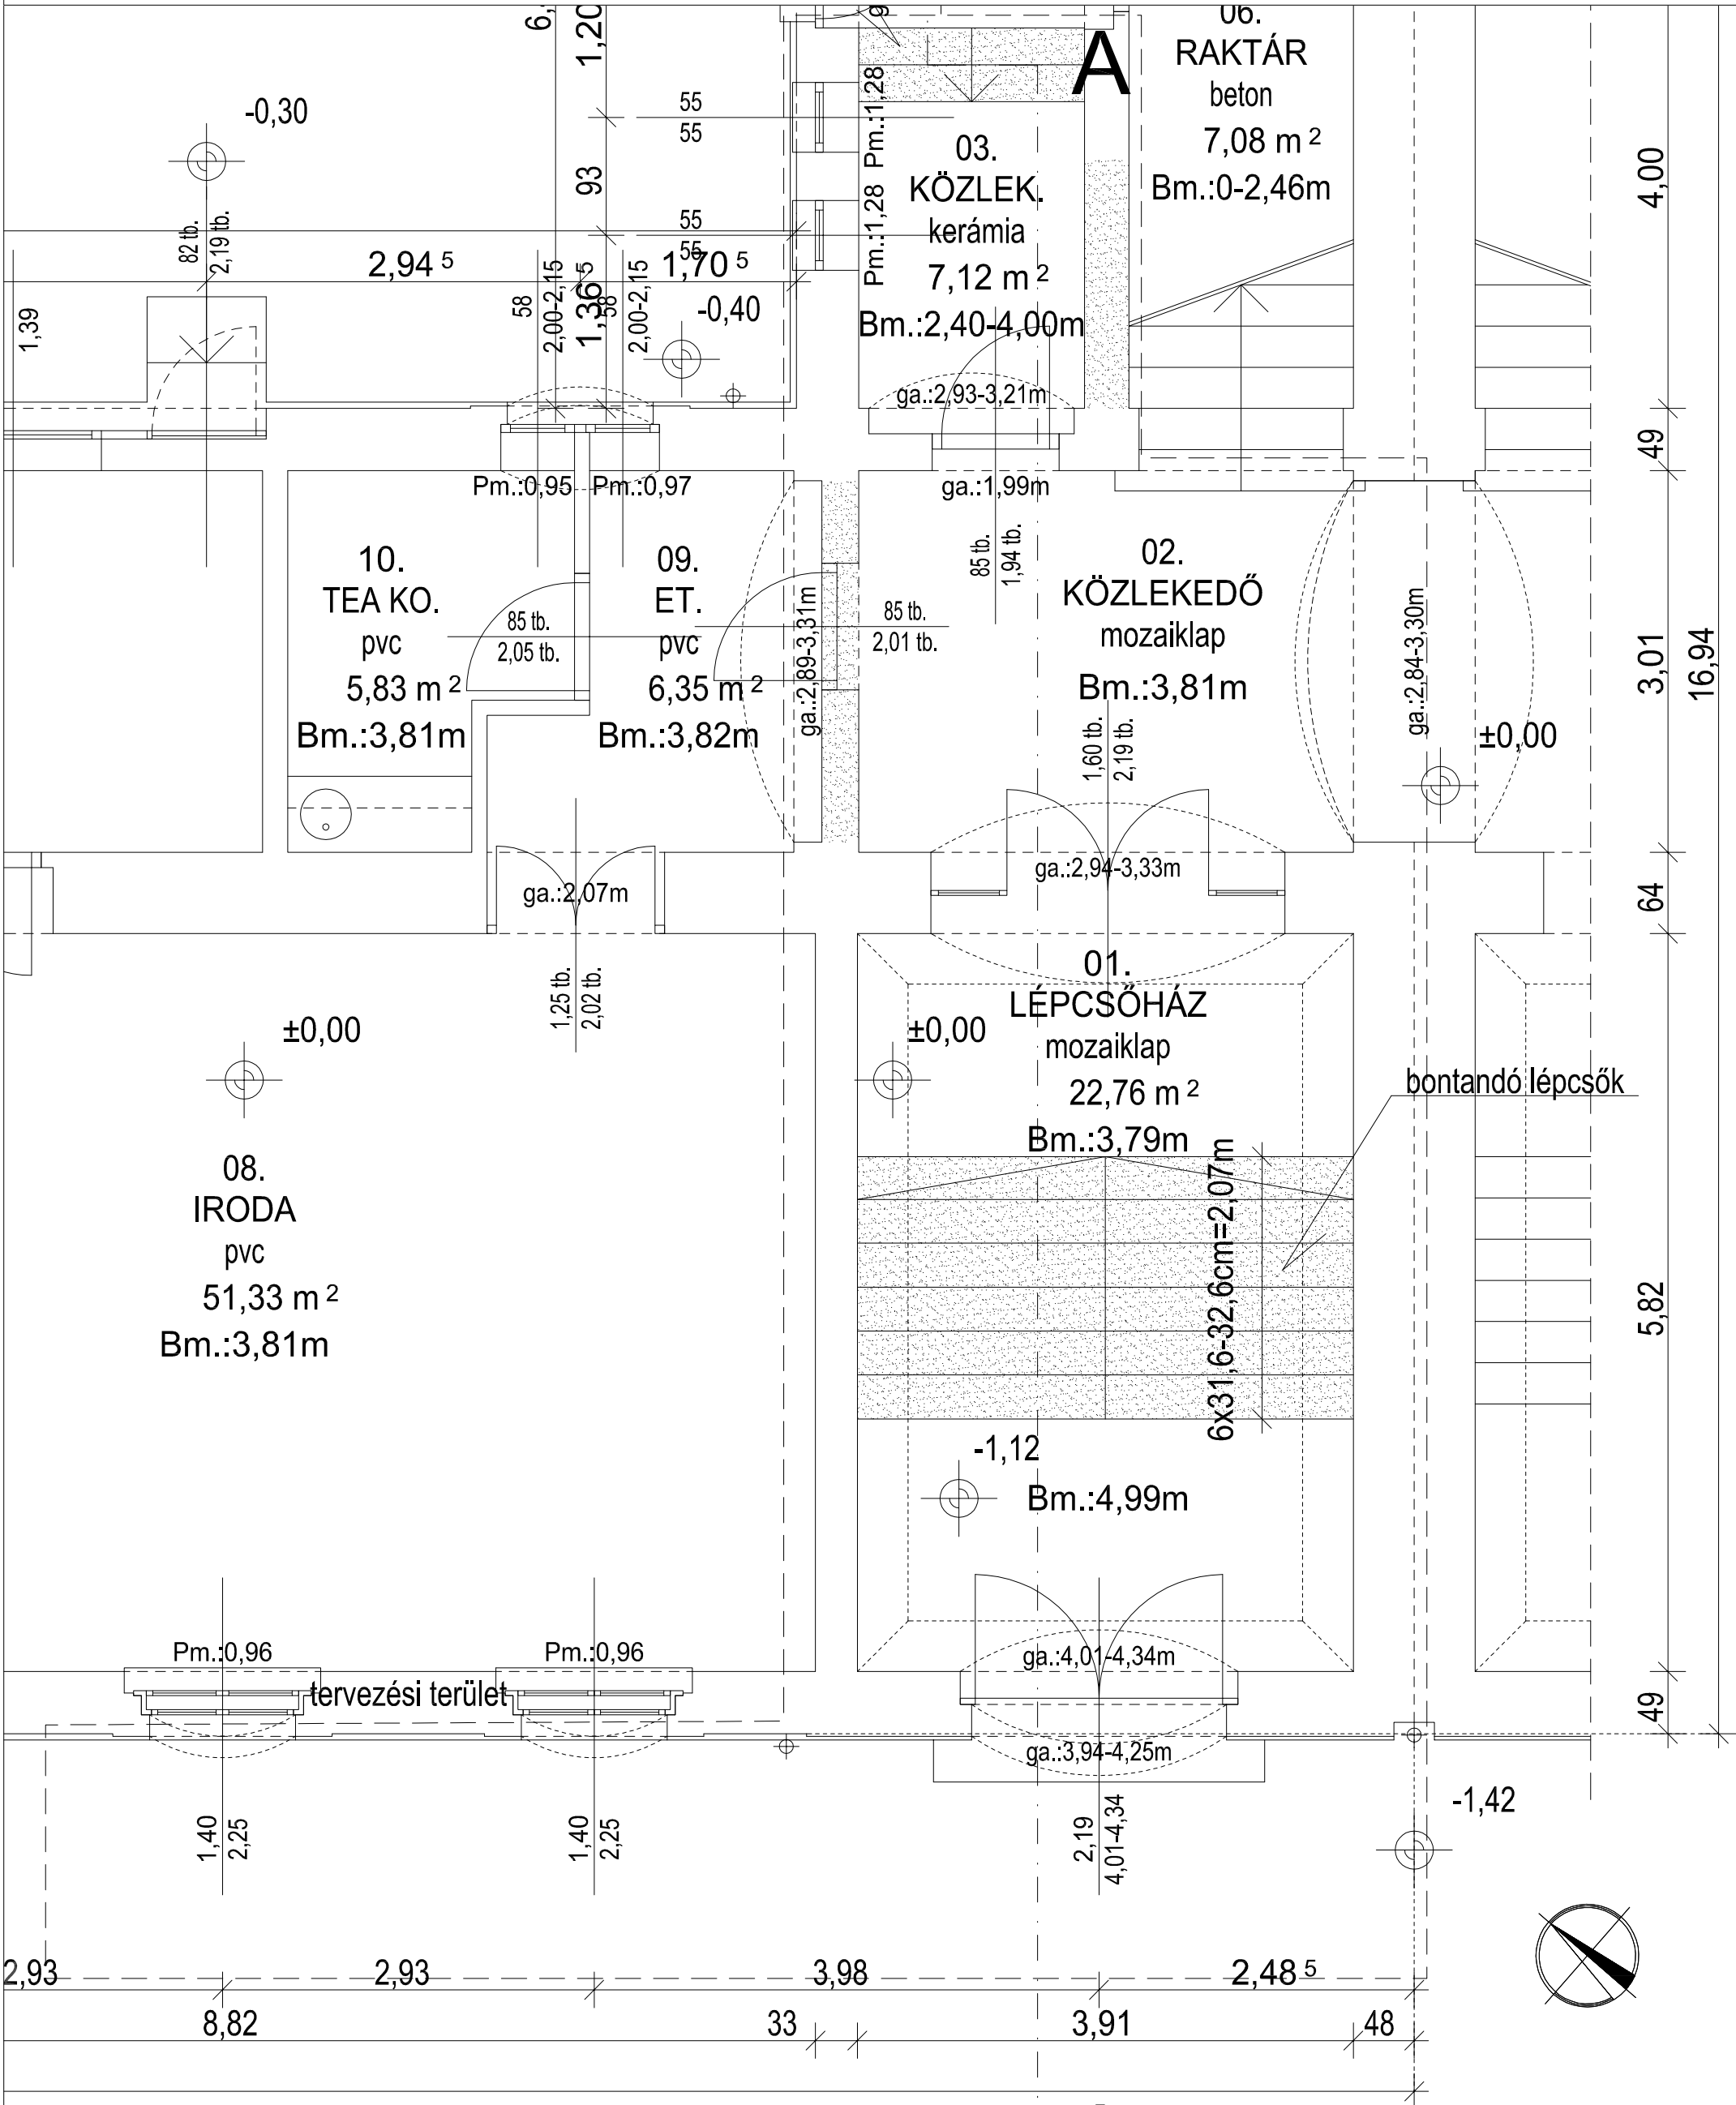 1,20
A
06.
RAKTÁR
beton
7,08 m 2
Bm.:0-2,46m
-0,30
55
55
Pm.:1,28
03.
KÖZLEK.
kerámia
7,12 m 2
Bm.:2,40-4,00m
93
55
55
Pm.:1,28
4,00
82 tb.
2,19 tb.
2,94 5
1,70 5
1,36 5
-0,40
1,39
58
2,00-2,15
58
2,00-2,15
ga.:2,93-3,21m
49
Pm.:0,95
Pm.:0,97
ga.:1,99m
85 tb.
1,94 tb.
10.
TEA KO.
pvc
5,83 m 2
Bm.:3,81m
85 tb.
2,05 tb.
09.
ET.
pvc
6,35 m 2
Bm.:3,82m
ga.:2,89-3,31m
85 tb.
2,01 tb.
02.
KÖZLEKEDŐ
mozaiklap
Bm.:3,81m
ga.:2,84-3,30m
±0,00
3,01
16,94
1,60 tb.
2,19 tb.
ga.:2,07m
ga.:2,94-3,33m
64
1,25 tb.
2,02 tb.
01.
LÉPCSŐHÁZ
mozaiklap
22,76 m 2
Bm.:3,79m
±0,00
±0,00
bontandó lépcsők
08.
IRODA
pvc
51,33 m 2
Bm.:3,81m
6x31,6-32,6cm=2,07m
5,82
-1,12
Bm.:4,99m
Pm.:0,96
Pm.:0,96
tervezési terület
ga.:4,01-4,34m
49
ga.:3,94-4,25m
1,40
2,25
1,40
2,25
2,19
4,01-4,34
-1,42
2,93
2,93
3,98
2,48 5
8,82
33
3,91
48